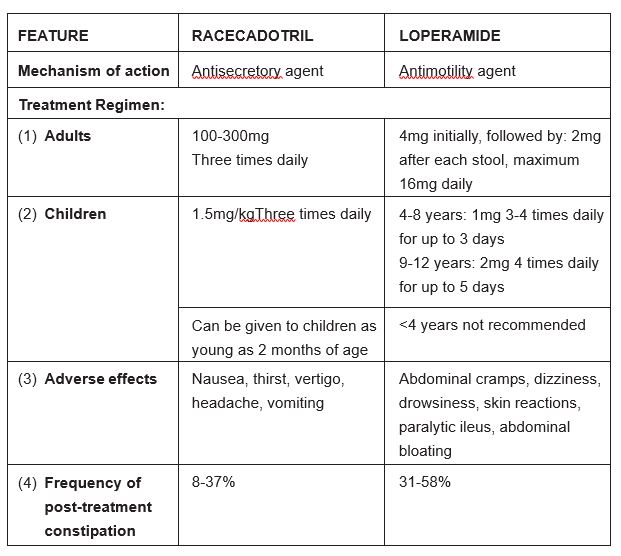 FEATURE RACECADOTRIL LOPERAMIDE
Mechanism of action Antisecretory agent Antimotility agent
Treatment Regimen:
(1) Adults 100-300mg 4mg initially, followed by: 2mg
Three times daily after each stool, maximum
16mg daily
(2) Children 1.5mg/kgThree times daily 4-8 years: 1mg 3-4 times daily
for up to 3 days
9-12 years: 2mg 4 times daily
for up to 5 days
Can be given to children as <4 years not recommended
young as 2 months of age
(3) Adverse effects Nausea, thirst, vertigo, Abdominal cramps, dizziness,
headache, vomiting drowsiness, skin reactions,
paralytic ileus, abdominal
bloating
(4) Frequency of 8-37% 31-58%
post-treatment
constipation